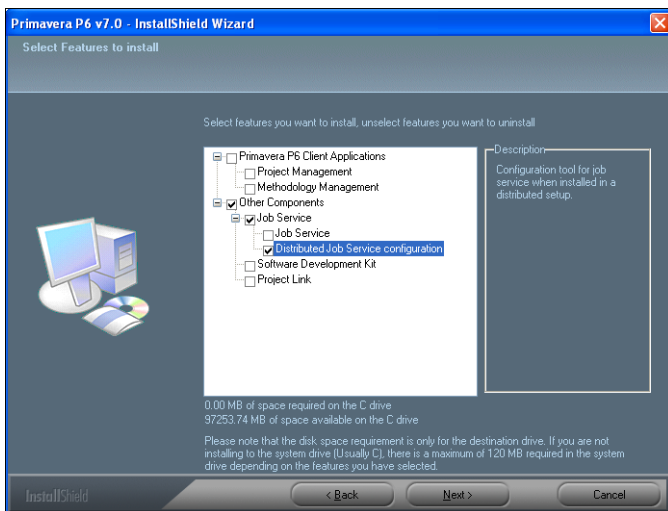 Primavera P6 v7.0 - InstallShield Wizard
Select Features to install
Select features you want to install, unselect features you want to uninstall
Primavera P6 Client Applications
Project Management
Methodology Management
Other Components
Job Service
Job Service
Distributed Job Service configuration
Software Development Kit
Project Link
Description
Configuration tool for job
service when installed in a
distributed setup.
0.00 MB of space required on the C drive
97253.74 MB of space available on the C drive
Please note that the disk space requirement is only for the destination drive. If you are not
installing to the system drive (Usually C), there is a maximum of 120 MB required in the system
drive depending on the features you have selected.
InstallShield
< Back
Next >
Cancel